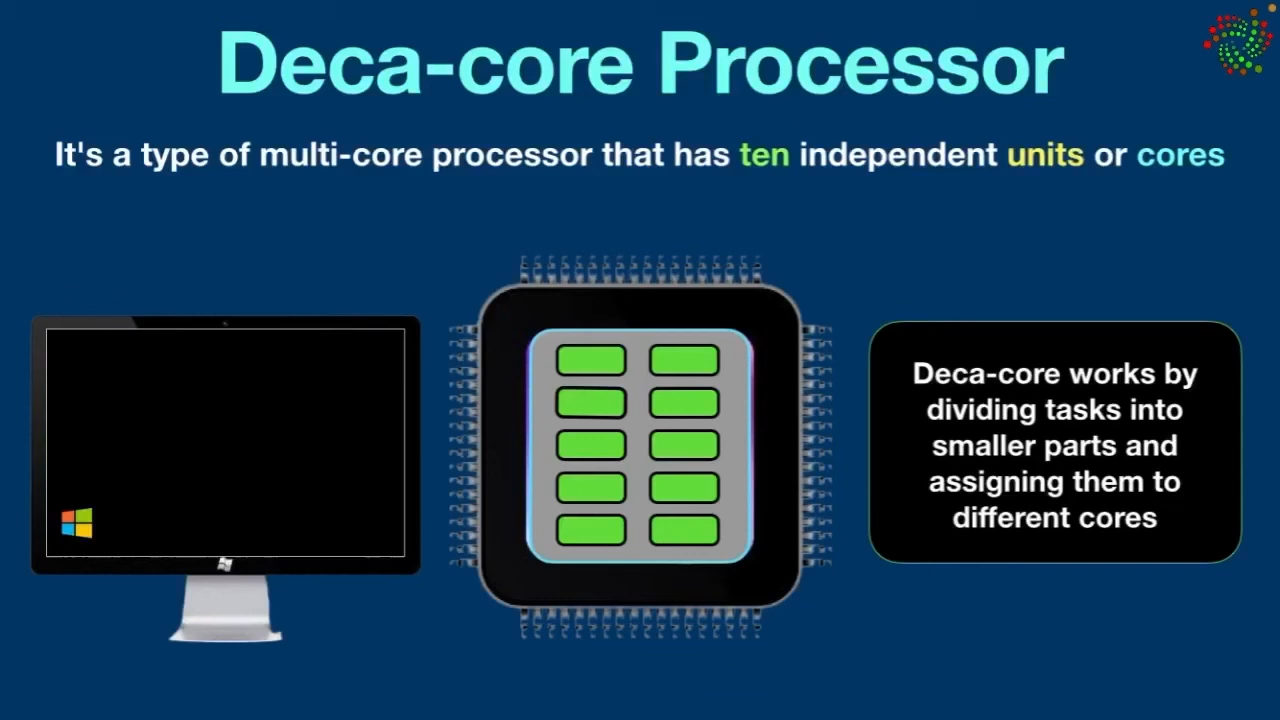 Deca-core Processor
It's a type of multi-core processor that has ten independent units or cores
Deca-core works by
dividing tasks into
smaller parts and
assigning them to
different cores